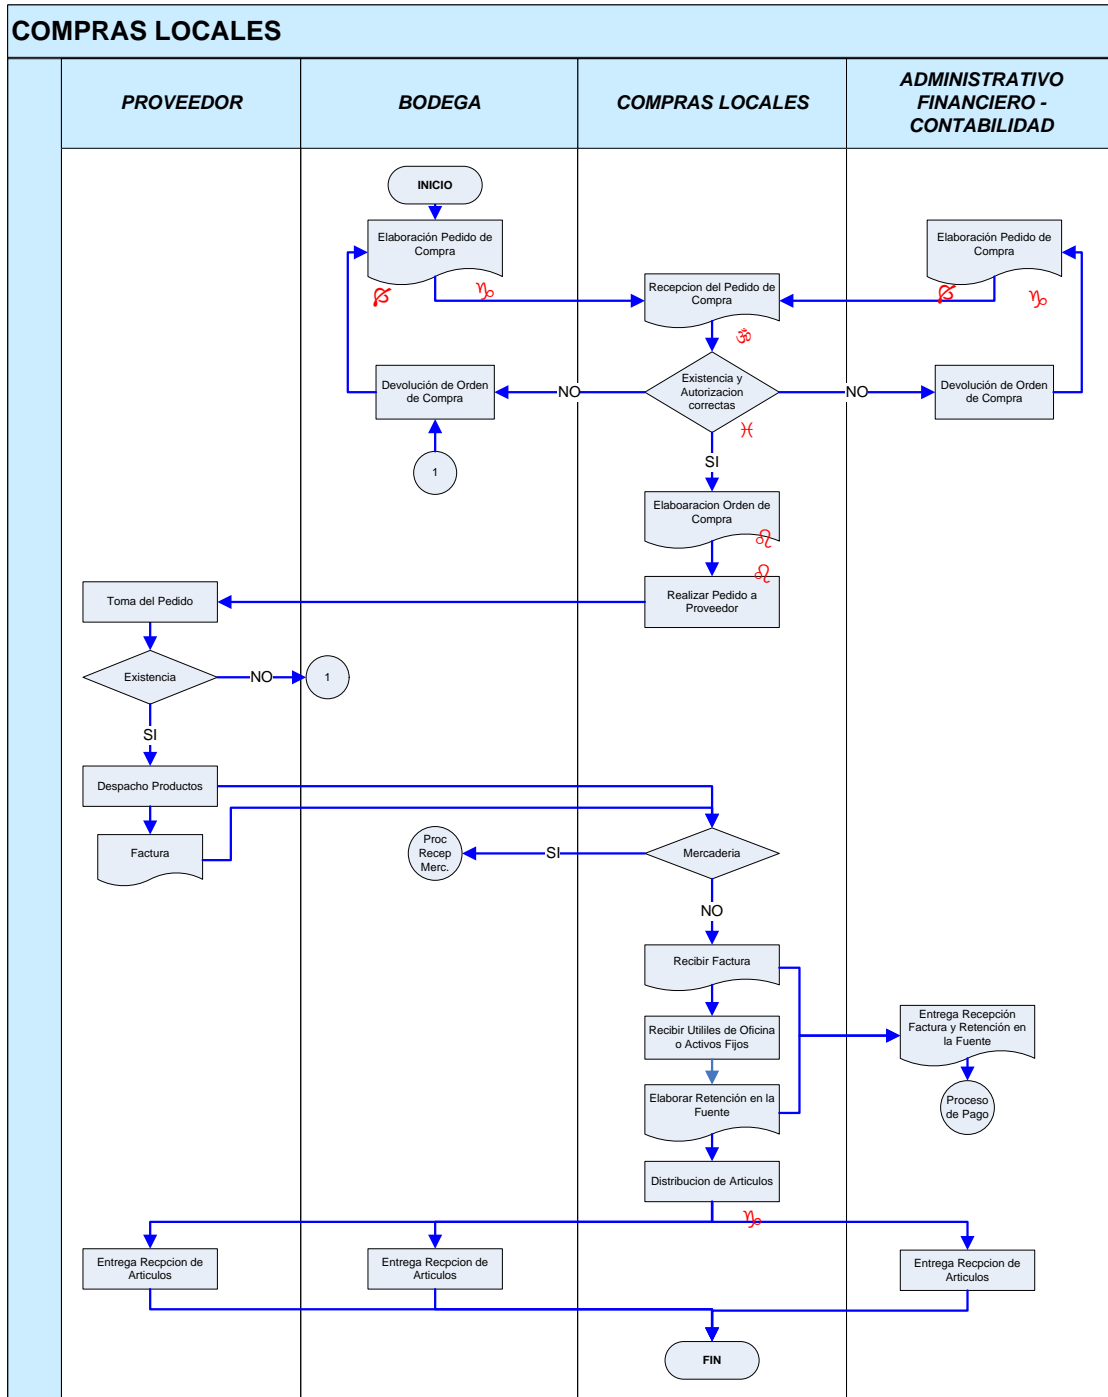 COMPRAS LOCALES
PROVEEDOR
BODEGA
COMPRAS LOCALES
ADMINISTRATIVO
FINANCIERO -
CONTABILIDAD
INICIO
Elaboración Pedido de
Compra
Elaboración Pedido de
Compra
Recepcion del Pedido de
Compra
Devolución de Orden
de Compra
NO
Existencia y
Autorizacion
correctas
NO
Devolución de Orden
de Compra
1
SI
Elaboaracion Orden de
Compra
Toma del Pedido
Realizar Pedido a
Proveedor
Existencia
NO
1
SI
Despacho Productos
Factura
Proc
Recep
Merc.
SI
Mercaderia
NO
Recibir Factura
Recibir Utililes de Oficina
o Activos Fijos
Entrega Recepción
Factura y Retención en
la Fuente
Elaborar Retención en la
Fuente
Proceso
de Pago
Distribucion de Articulos
Entrega Recpcion de
Articulos
Entrega Recpcion de
Articulos
Entrega Recpcion de
Articulos
FIN